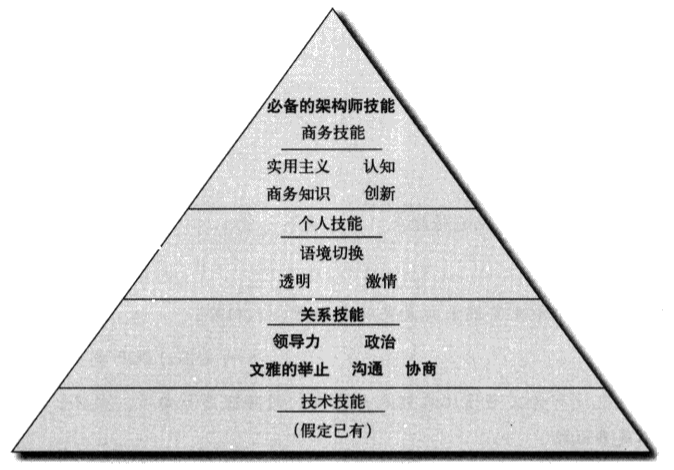 必备的架构师技能
商务技能
实用主义 认知
商务知识 创新
个人技能
语境切换
透明 激情
关系技能
领导力 政治
文雅的举止 沟通 协商
技术技能
(假定已有)